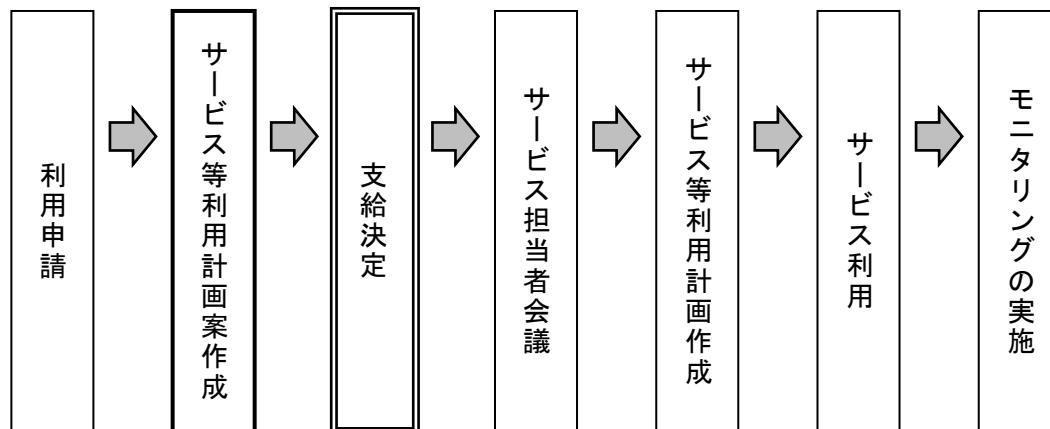 利用申請
サービス等利用計画案作成
支給決定
サービス担当者会議
サービス等利用計画作成
サービス利用
モニタリングの実施